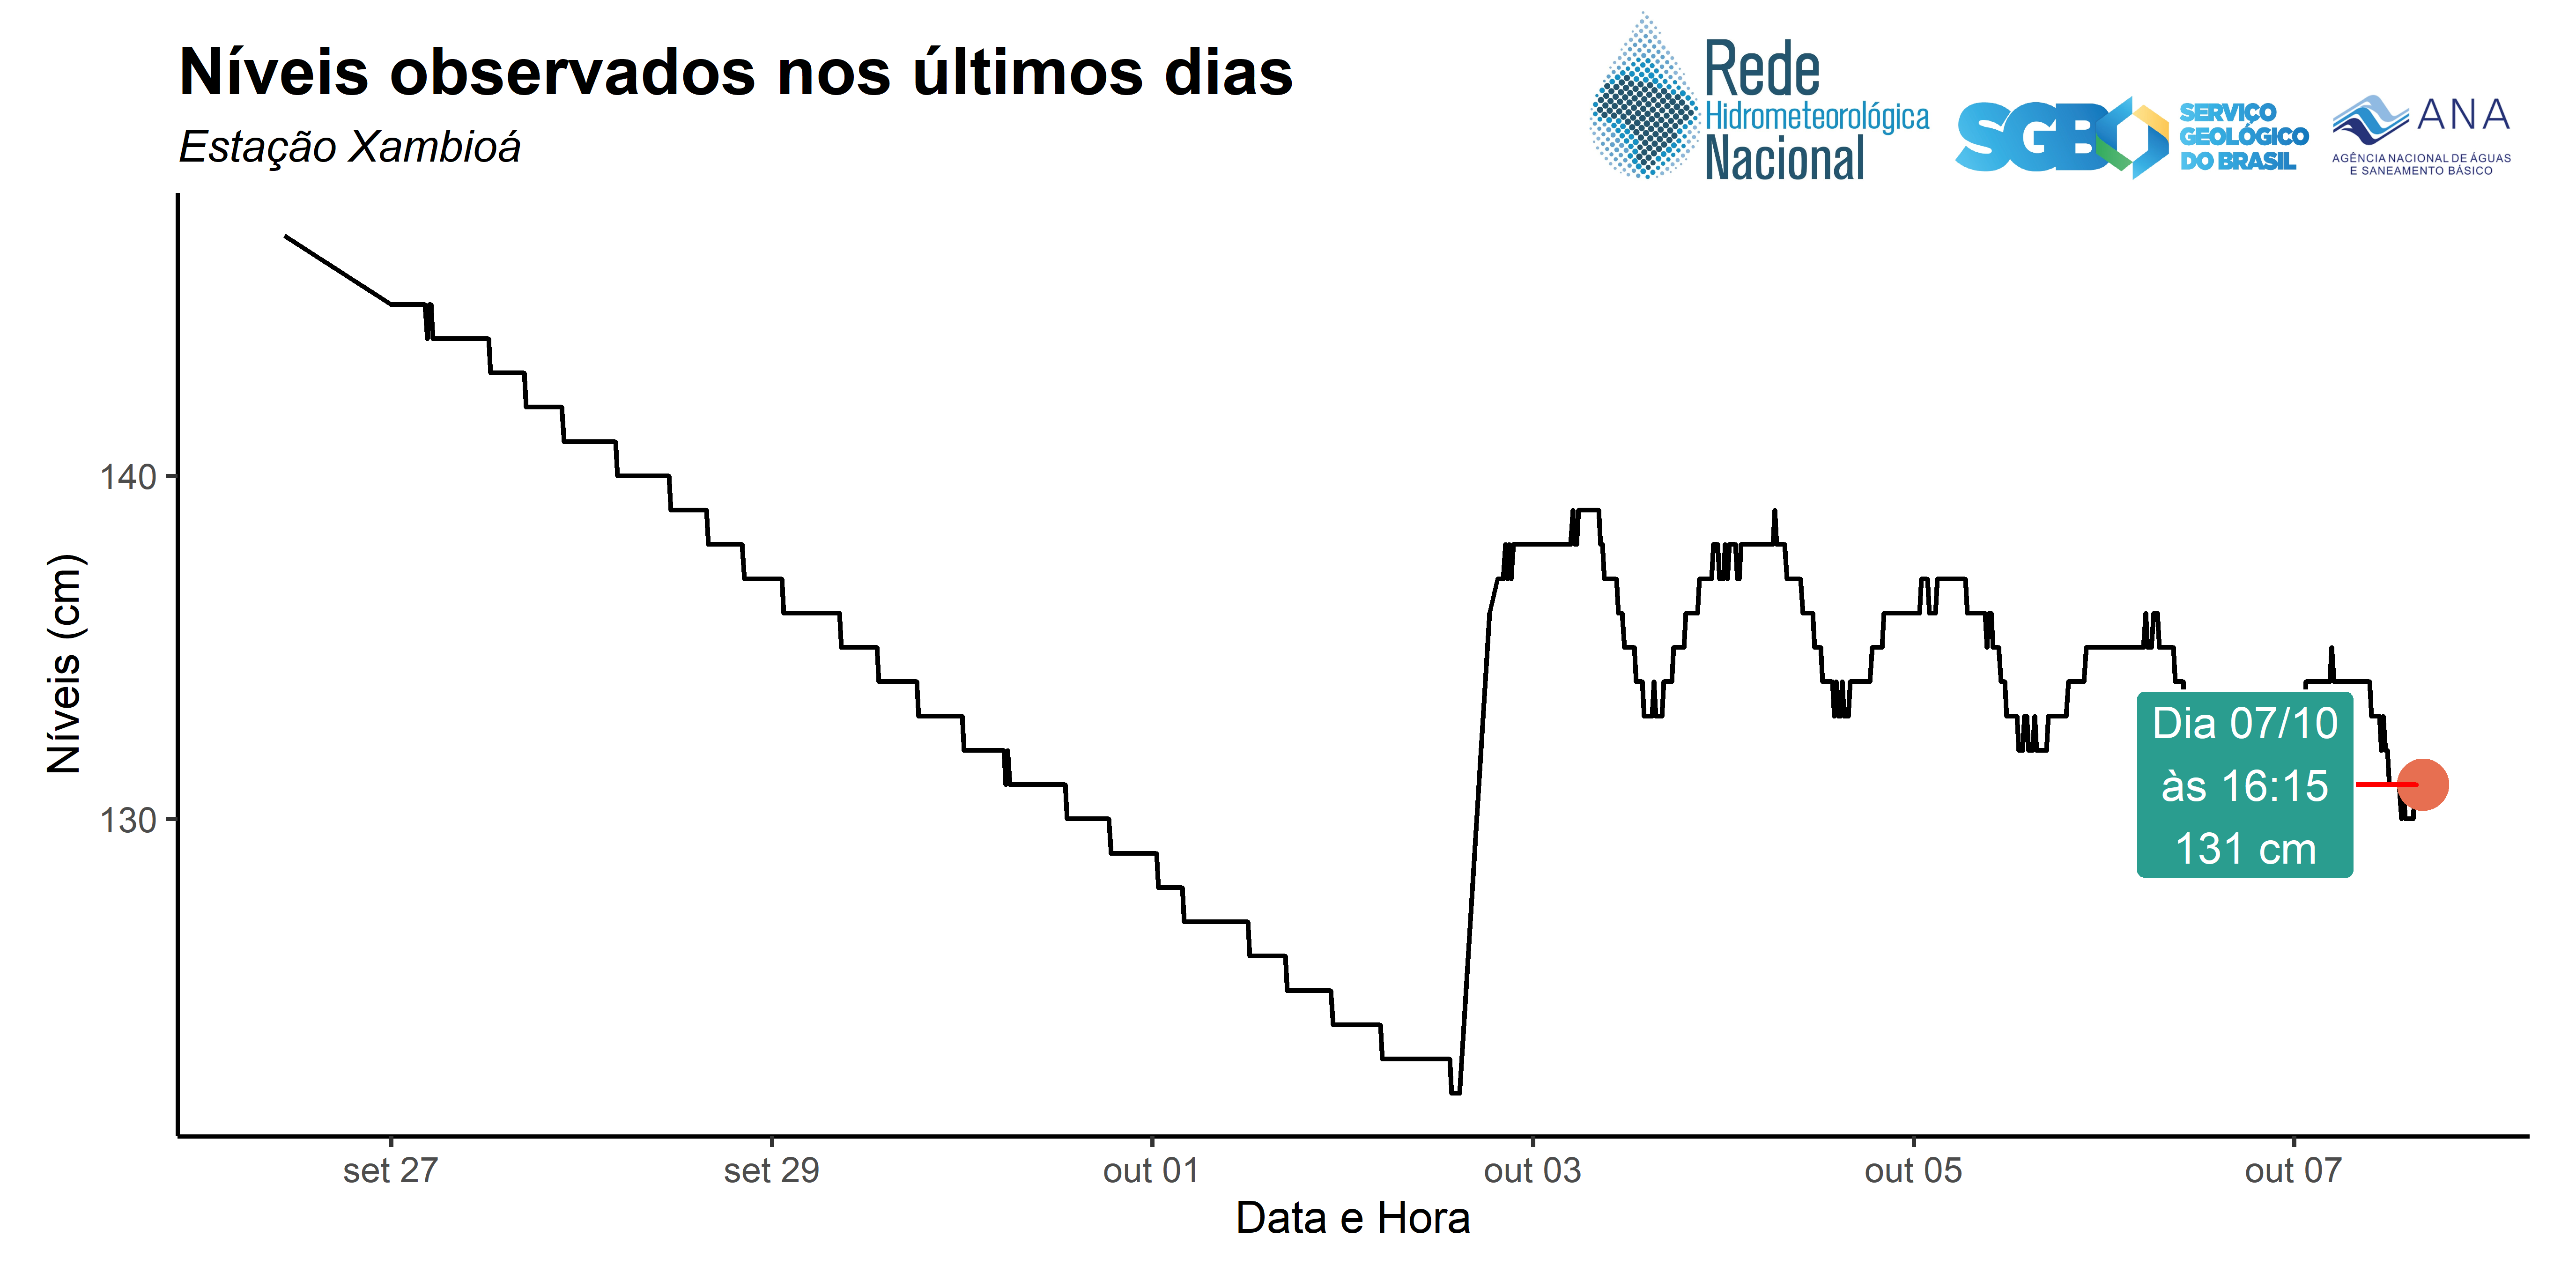 Níveis observados nos últimos dias
Estação Xambioá
Rede
Hidrometeorológica
Nacional
SGB
SERVIÇO
GEOLÓGICO
DO BRASIL
ANA
AGÊNCIA NACIONAL DE ÁGUAS
E SANEAMENTO BÁSICO
Níveis (cm)
140
130
Dia 07/10
às 16:15
131 cm
set 27
set 29
out 01
out 03
out 05
out 07
Data e Hora